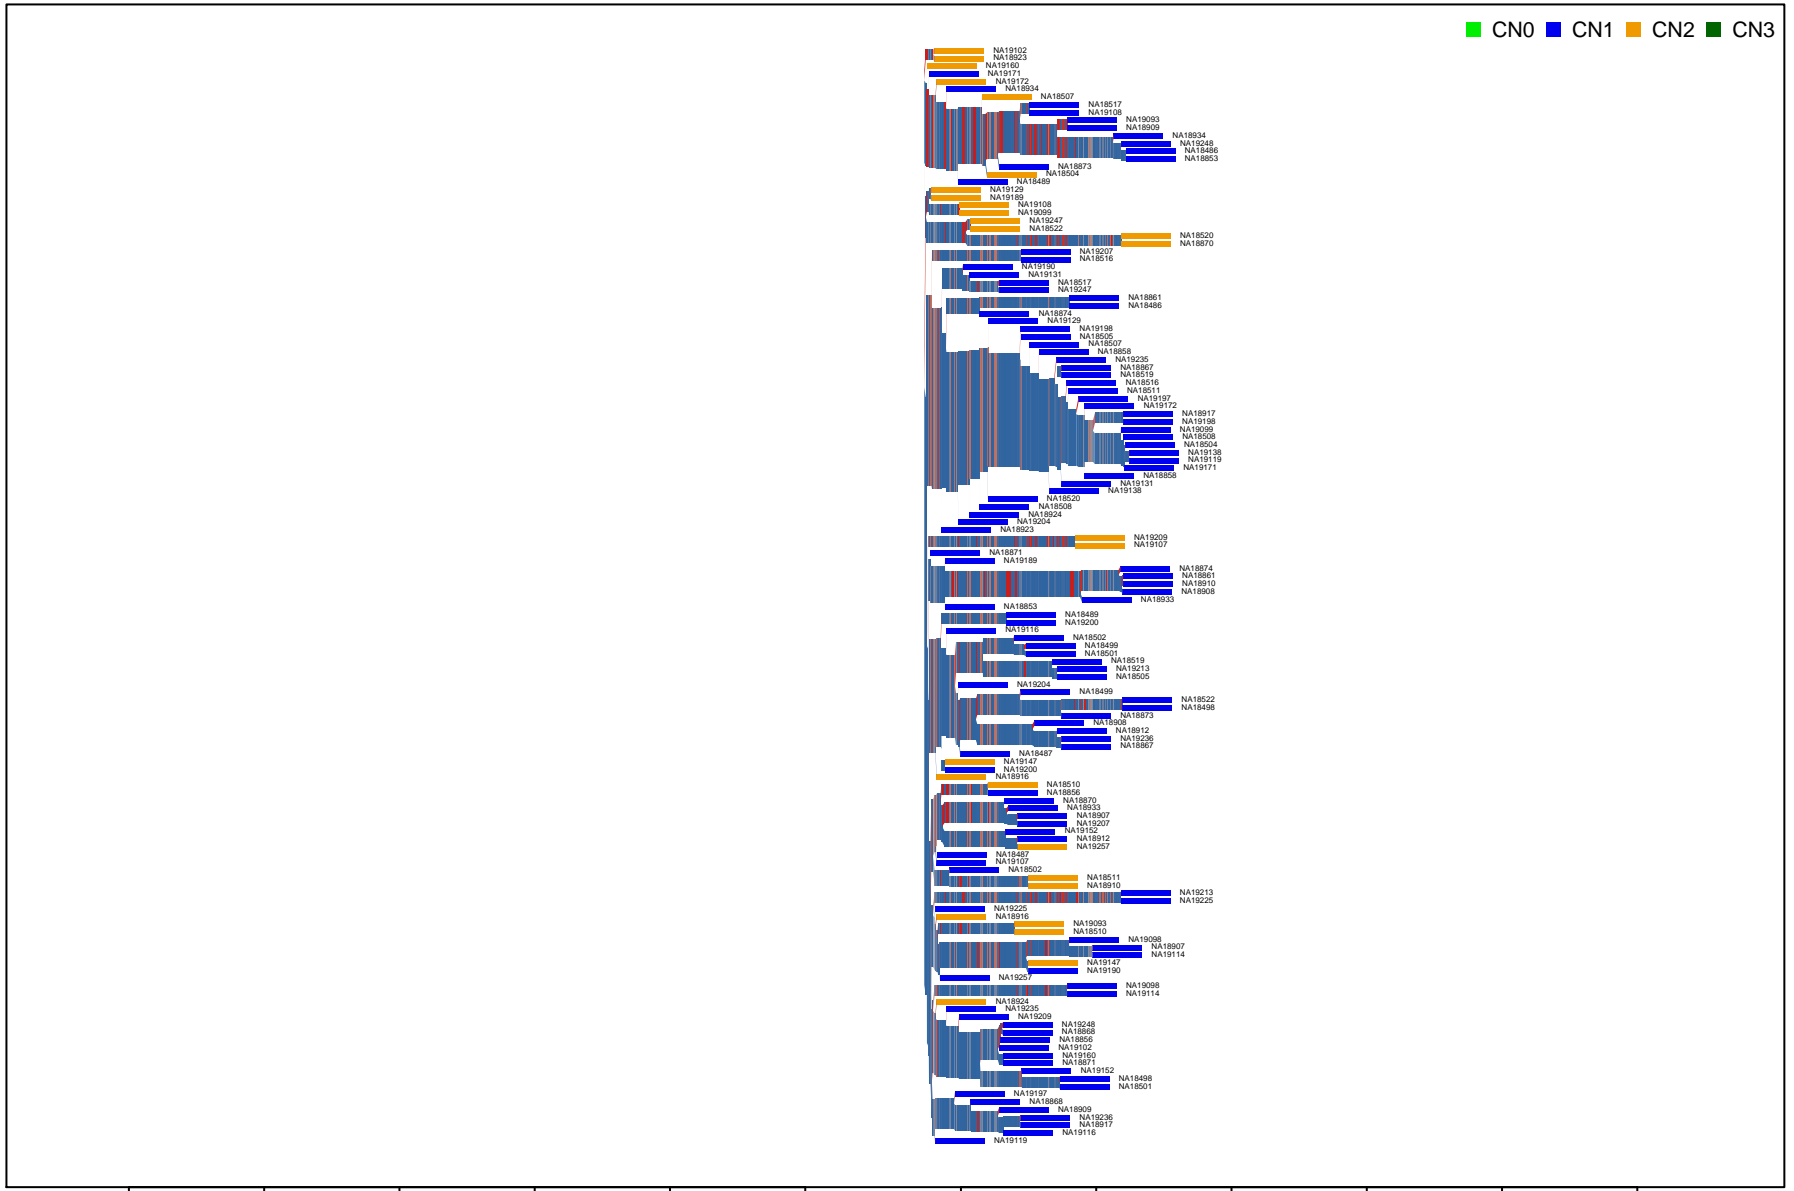 CN0 CN1 CN2 CN3
NA19102
NA18923
NA19160
NA19171
NA19172
NA18934
NA18507
NA18517
NA19108
NA19093
NA18909
NA18934
NA19248
NA18486
NA18853
NA18873
NA18504
NA18489
NA19129
NA19189
NA19108
NA19099
NA19247
NA18522
NA18520
NA18870
NA19207
NA18516
NA19190
NA19131
NA18517
NA19247
NA18861
NA18486
NA18874
NA19129
NA19198
NA18505
NA18507
NA18858
NA19235
NA18867
NA18519
NA18516
NA18511
NA19197
NA19172
NA18917
NA19198
NA19099
NA18508
NA18504
NA19138
NA19119
NA19171
NA18858
NA19131
NA19138
NA18520
NA18508
NA18924
NA19204
NA18923
NA19209
NA19107
NA18871
NA19189
NA18874
NA18861
NA18910
NA18908
NA18933
NA18853
NA18489
NA19200
NA19116
NA18502
NA18499
NA18501
NA18519
NA19213
NA18505
NA19204
NA18499
NA18522
NA18498
NA18873
NA18908
NA18912
NA19236
NA18867
NA18487
NA19147
NA19200
NA18916
NA18510
NA18856
NA18870
NA18933
NA18907
NA19207
NA19152
NA18912
NA19257
NA18487
NA19107
NA18502
NA18511
NA18910
NA19213
NA19225
NA19225
NA18916
NA19093
NA18510
NA19098
NA18907
NA19114
NA19147
NA19190
NA19257
NA19098
NA19114
NA18924
NA19235
NA19209
NA19248
NA18868
NA18856
NA19102
NA19160
NA18871
NA19152
NA18498
NA18501
NA19197
NA18868
NA18909
NA19236
NA18917
NA19116
NA19119